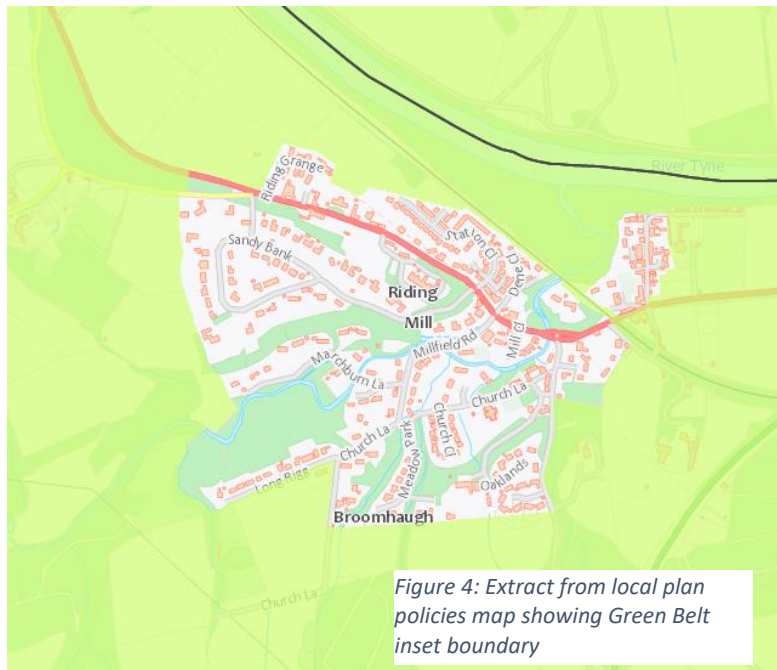 River Tyne
Riding Grange
Station Cl
Sandy Bank
Dene Cl
Riding
Mill
Mill Cl
Millfield Rd
Marchburn La
Church La
Church La
Church Cl
Meadow Park
Long Rigg
Oaklands
Broomhaugh
Church La
Figure 4: Extract from local plan
policies map showing Green Belt
inset boundary